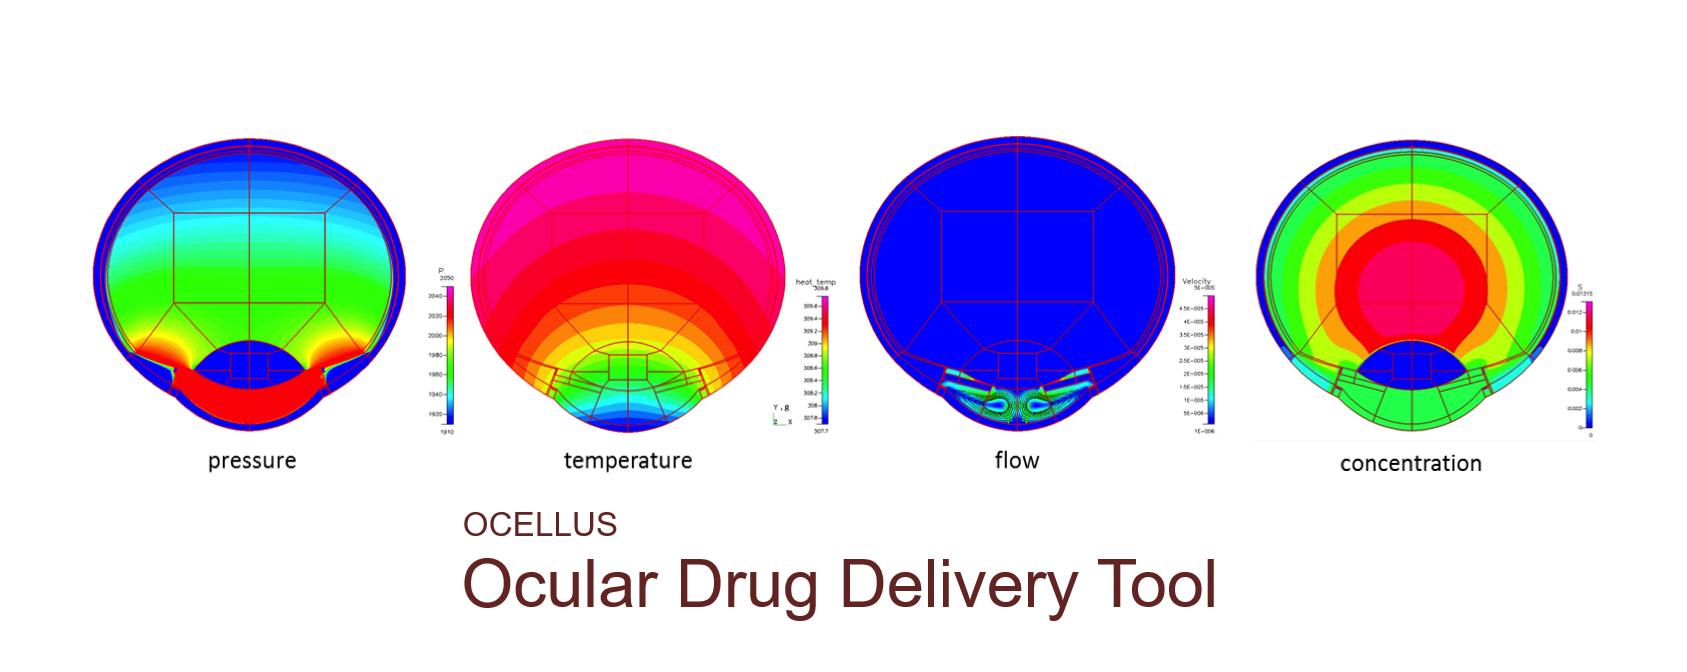 P
2050
2040
2020
2000
1980
1960
1940
1920
1910
pressure
heat_temp
309.8
309.6
309.4
309.2
309
308.8
308.6
308.4
308.2
308
307.8
307.7
Y,g
Z X
temperature
Velocity
5E-005
4.5E-005
4E-005
3.5E-005
3E-005
2.5E-005
2E-005
1.5E-005
1E-005
5E-006
1E-006
flow
S
0.01315
0.012
0.01
0.008
0.006
0.004
0.002
0
0
concentration
OCELLUS
Ocular Drug Delivery Tool